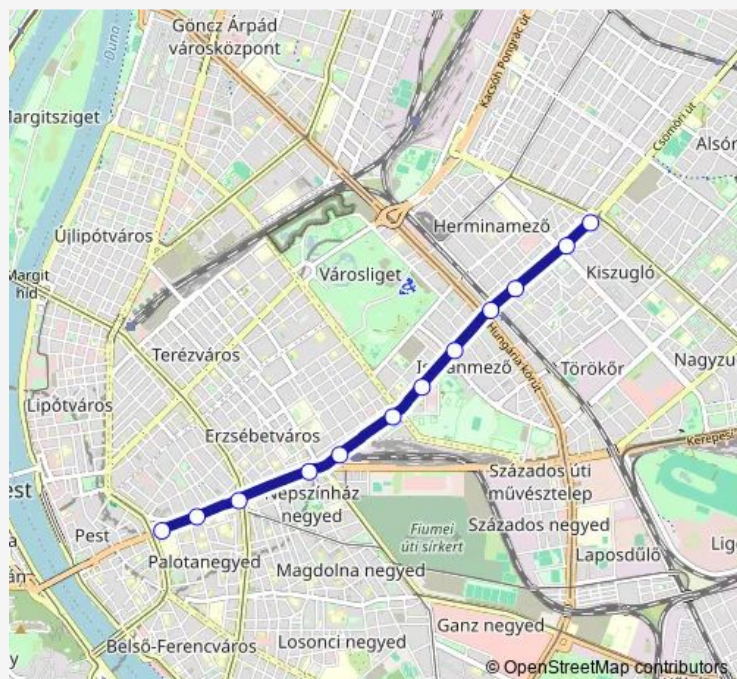 Göncz Árpád
városközpont
Duna
Kacsóh Pongrác út
Margitsziget
Csömöri út
Alsór
Újlipótváros
Herminamező
Városliget
Kiszugló
Margit
híd
Hungária körút
Terézváros
Törökőr
Nagyzu
Lipótváros
Erzsébetváros
Kerepesi
Százados úti
művésztelep
Népszínház
negyed
est
Fiumei
úti sírkert
Százados negyed
Pest
Palotanegyed
Laposdűlő
Lig
Magdolna negyed
Ganz negyed
Belső-Ferencváros
Losonci negyed
© OpenStreetMap contributors